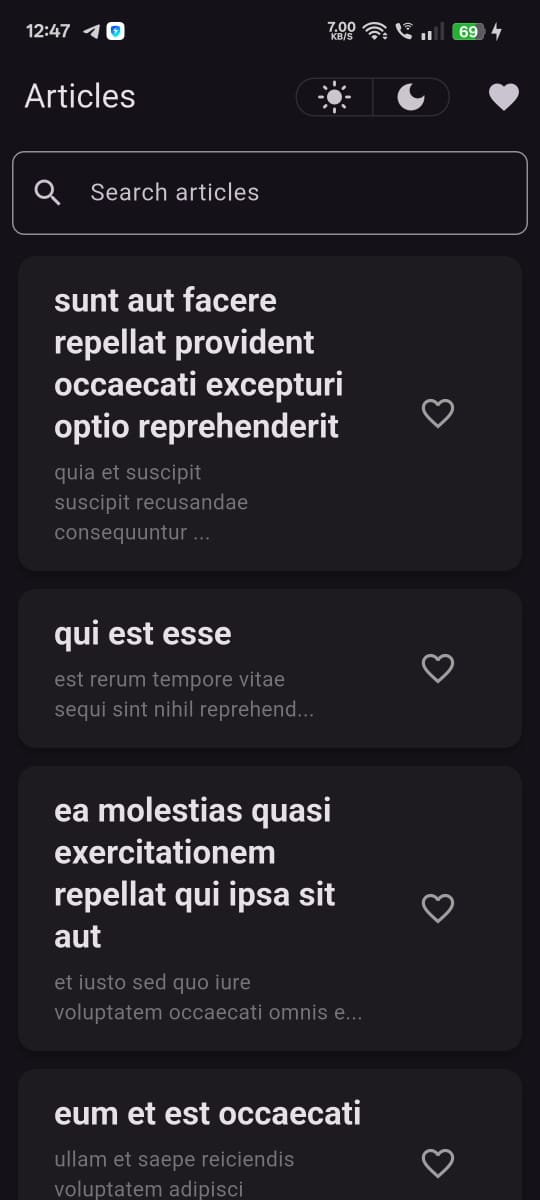 12:47
7.00
KB/S
69
Articles
Search articles
sunt aut facere
repellat provident
occaecati excepturi
optio reprehenderit
quia et suscipit
suscipit recusandae
consequuntur ...
qui est esse
est rerum tempore vitae
sequi sint nihil reprehend...
ea molestias quasi
exercitationem
repellat qui ipsa sit
aut
et iusto sed quo iure
voluptatem occaecati omnis e...
eum et est occaecati
ullam et saepe reiciendis
voluptatem adipisci